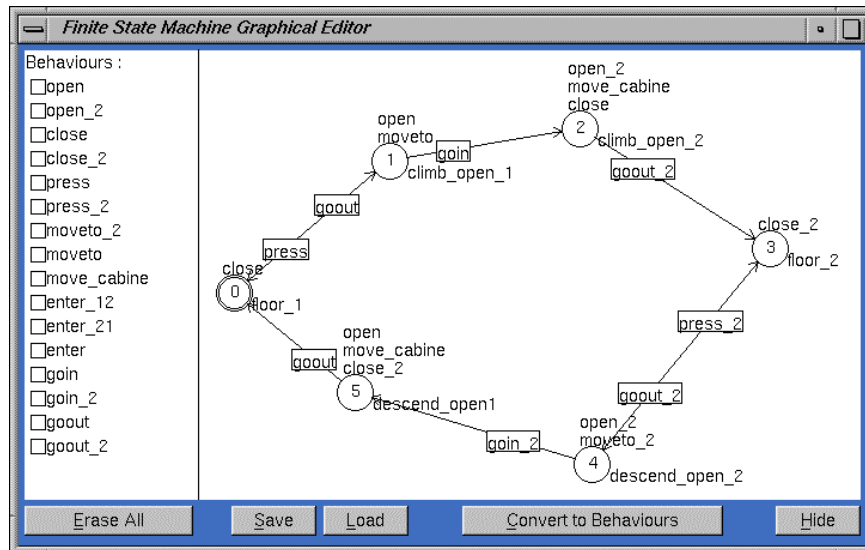 Finite State Machine Graphical Editor
Behaviours :
open
open_2
close
close_2
press
press_2
moveto_2
moveto
move_cabine
enter_12
enter_21
enter
goin
goin_2
goout
goout_2
open_2
move_cabine
close
2
climb_open_2
open
moveto
1
climb_open_1
goin
goout_2
goout
press
close_2
3
floor_2
close
0
floor_1
press_2
open
move_cabine
close_2
5
descend_open1
goout
goout_2
open_2
moveto_2
4
descend_open_2
goin_2
Erase All
Save
Load
Convert to Behaviours
Hide